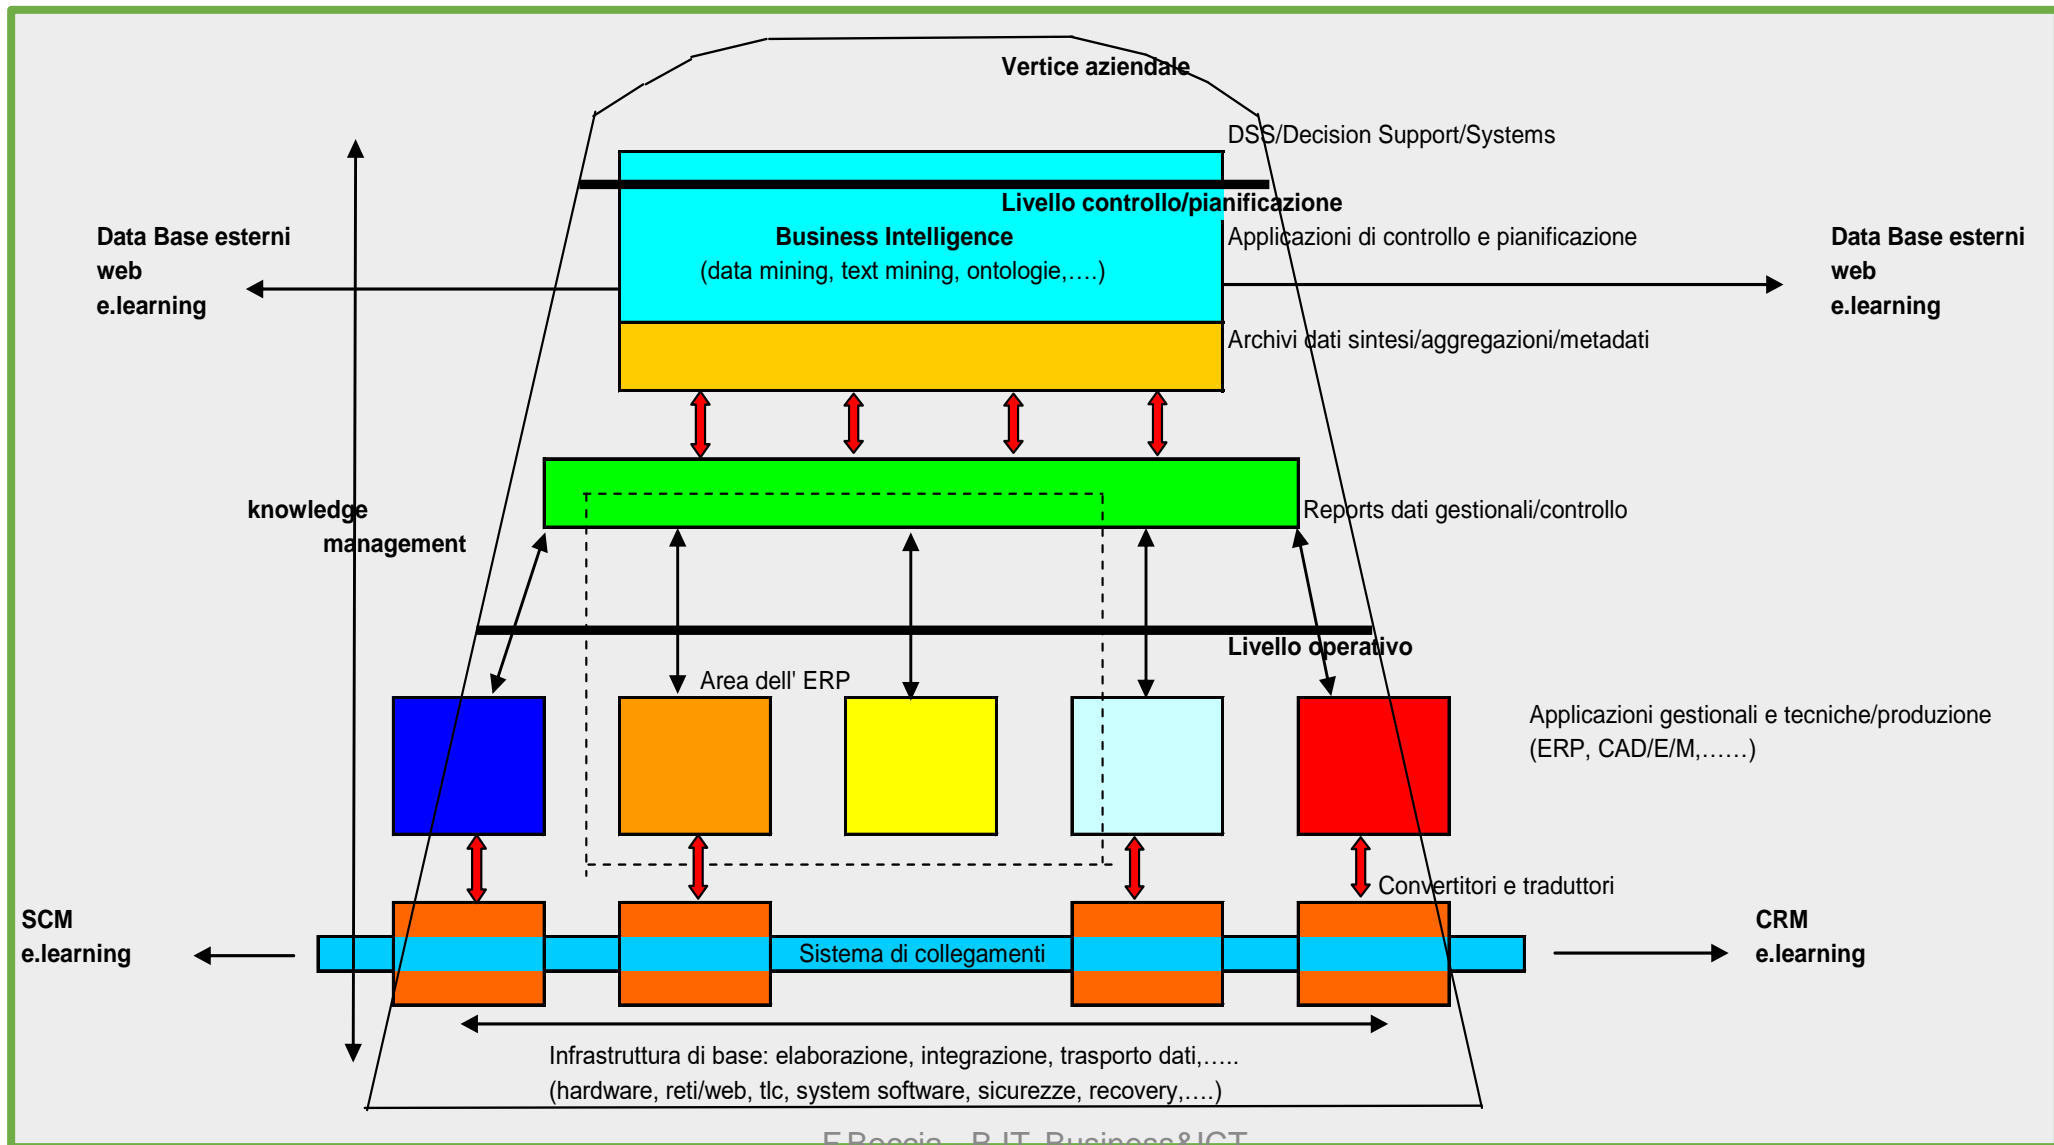 Vertice aziendale
DSS/Decision Support/Systems
Livello controllo/pianificazione
Data Base esterni
web
e.learning
Business Intelligence
(data mining, text mining, ontologie,….)
Applicazioni di controllo e pianificazione
Data Base esterni
web
e.learning
Archivi dati sintesi/aggregazioni/metadati
knowledge
management
Reports dati gestionali/controllo
Livello operativo
Area dell' ERP
Applicazioni gestionali e tecniche/produzione
(ERP, CAD/E/M,……)
Convertitori e traduttori
SCM
e.learning
Sistema di collegamenti
CRM
e.learning
Infrastruttura di base: elaborazione, integrazione, trasporto dati,…..
(hardware, reti/web, tlc, system software, sicurezze, recovery,….)
F.Boccia - B.IT. Business&ICT